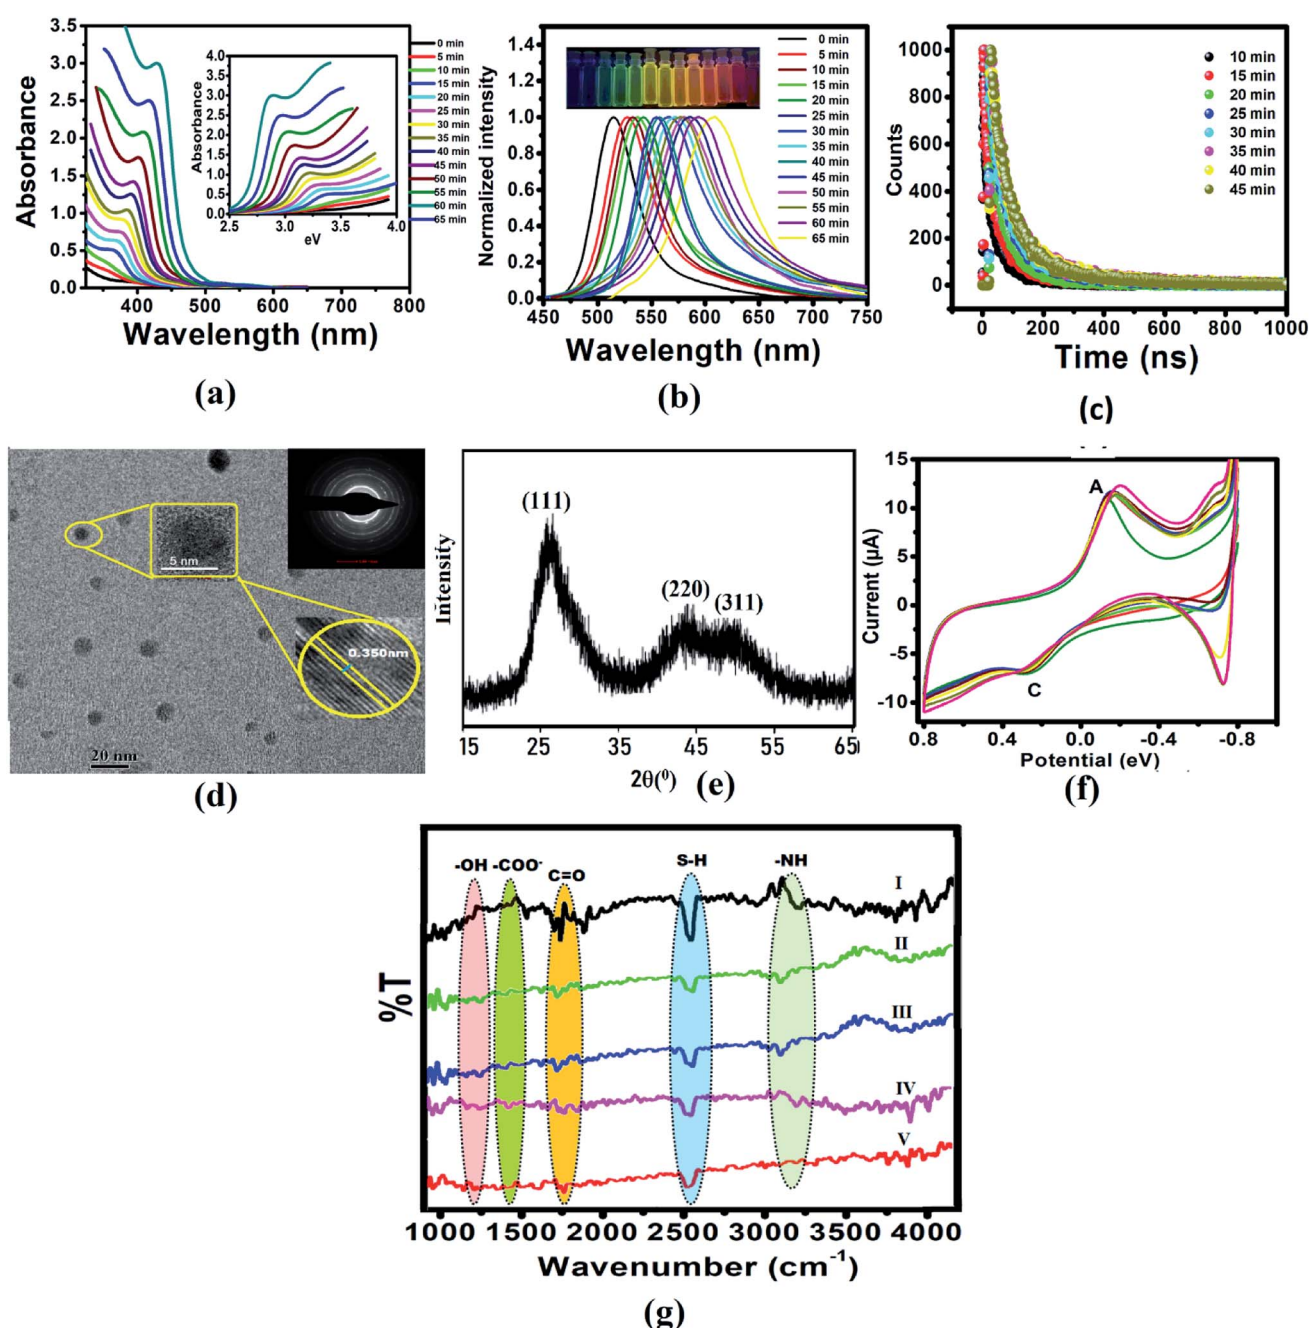 3.5
3.0
2.5
2.0
1.5
1.0
0.5
0.0
Absorbance
400 500 600 700 800
Wavelength (nm)
4.0
3.5
3.0
2.5
2.0
1.5
1.0
0.5
0.0
Absorbance
2.5 3.0 3.5 4.0
eV
0 min
5 min
10 min
15 min
20 min
25 min
30 min
35 min
40 min
45 min
50 min
55 min
60 min
65 min
(a)
1.4
1.2
1.0
0.8
0.6
0.4
0.2
0.0
Normalized intensity
450 500 550 600 650 700 750
Wavelength (nm)
0 min
5 min
10 min
15 min
20 min
25 min
30 min
35 min
40 min
45 min
50 min
55 min
60 min
65 min
(b)
1000
800
600
400
200
0
Counts
0 200 400 600 800 1000
Time (ns)
10 min
15 min
20 min
25 min
30 min
35 min
40 min
45 min
(c)
5 nm
0.350nm
20 nm
(d)
Intensity
(111)
(220)
(311)
15 25 35 45 55 65
2θ(⁰)
(e)
15
10
5
0
-5
-10
Current (µA)
A
C
0.8 0.4 0.0 -0.4 -0.8
Potential (eV)
(f)
%T
-OH -COO⁻ C=O S-H -NH
I
II
III
IV
V
1000 1500 2000 2500 3000 3500 4000
Wavenumber (cm⁻¹)
(g)